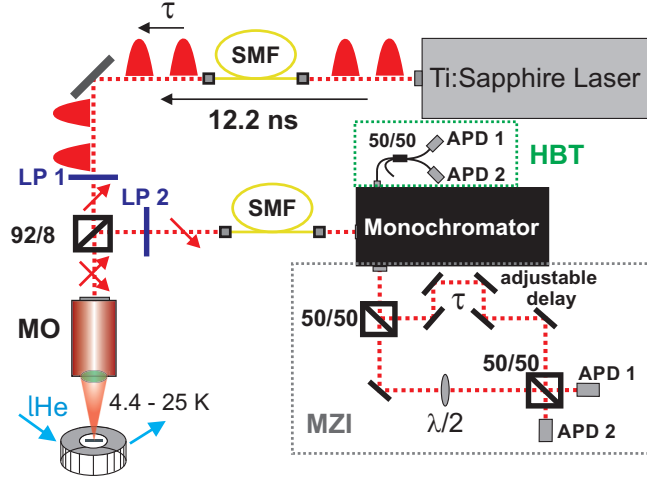 τ
SMF
Ti:Sapphire Laser
12.2 ns
50/50
APD 1
HBT
APD 2
LP 1
LP 2
SMF
92/8
Monochromator
MO
adjustable
delay
τ
50/50
50/50
APD 1
lHe
4.4 - 25 K
λ/2
APD 2
MZI